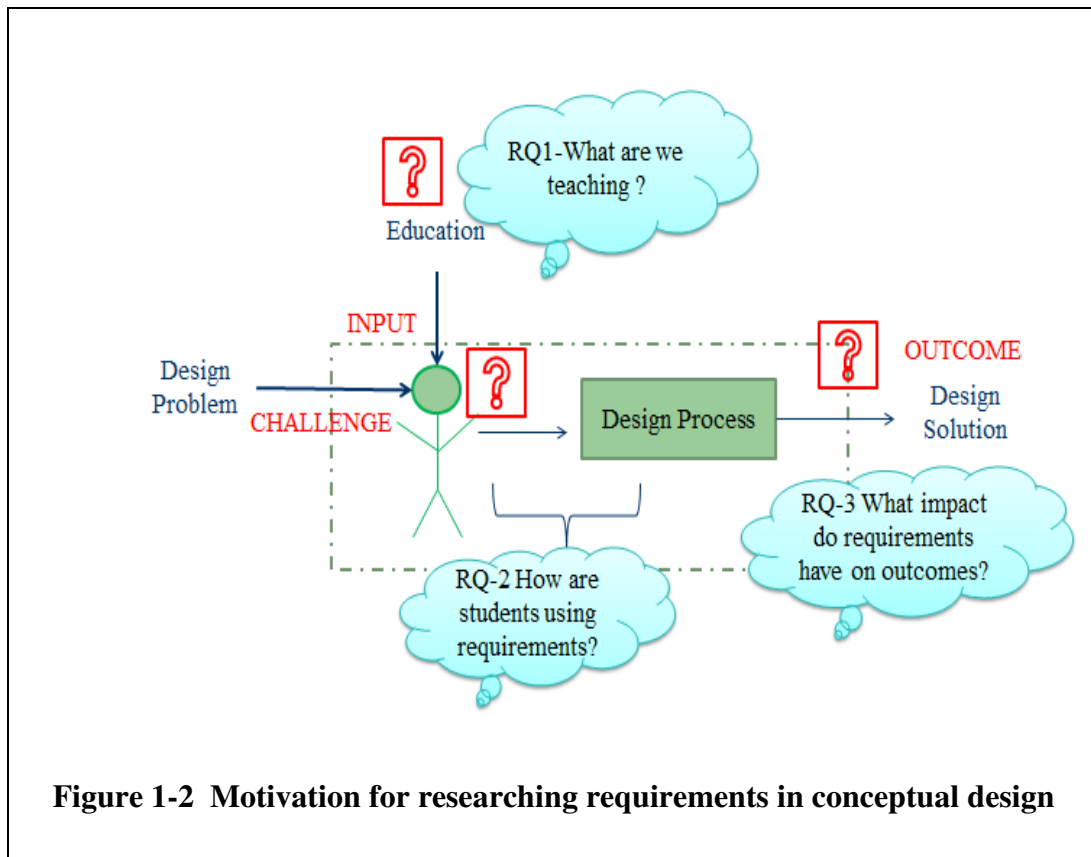 RQ1-What are we
teaching ?
?
Education
INPUT
?
?
OUTCOME
Design
Problem
CHALLENGE
Design Process
Design
Solution
RQ-3 What impact
do requirements
have on outcomes?
RQ-2 How are
students using
requirements?
Figure 1-2 Motivation for researching requirements in conceptual design